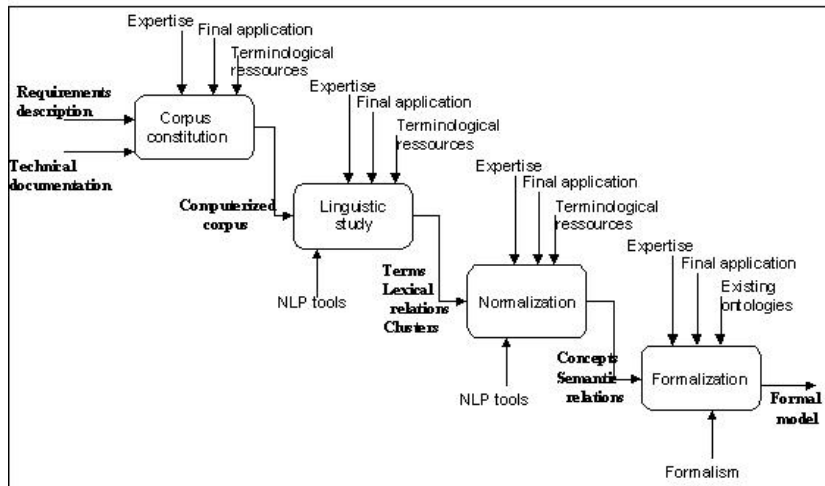 Expertise
Final application
Terminological
ressources
Requirements
description
Corpus
constitution
Technical
documentation
Expertise
Final application
Terminological
ressources
Computerized
corpus
Linguistic
study
NLP tools
Expertise
Final application
Terminological
ressources
Terms
Lexical
relations
Clusters
Normalization
NLP tools
Expertise
Final application
Existing
ontologies
Concepts
Semantic
relations
Formalization
Formal
model
Formalism